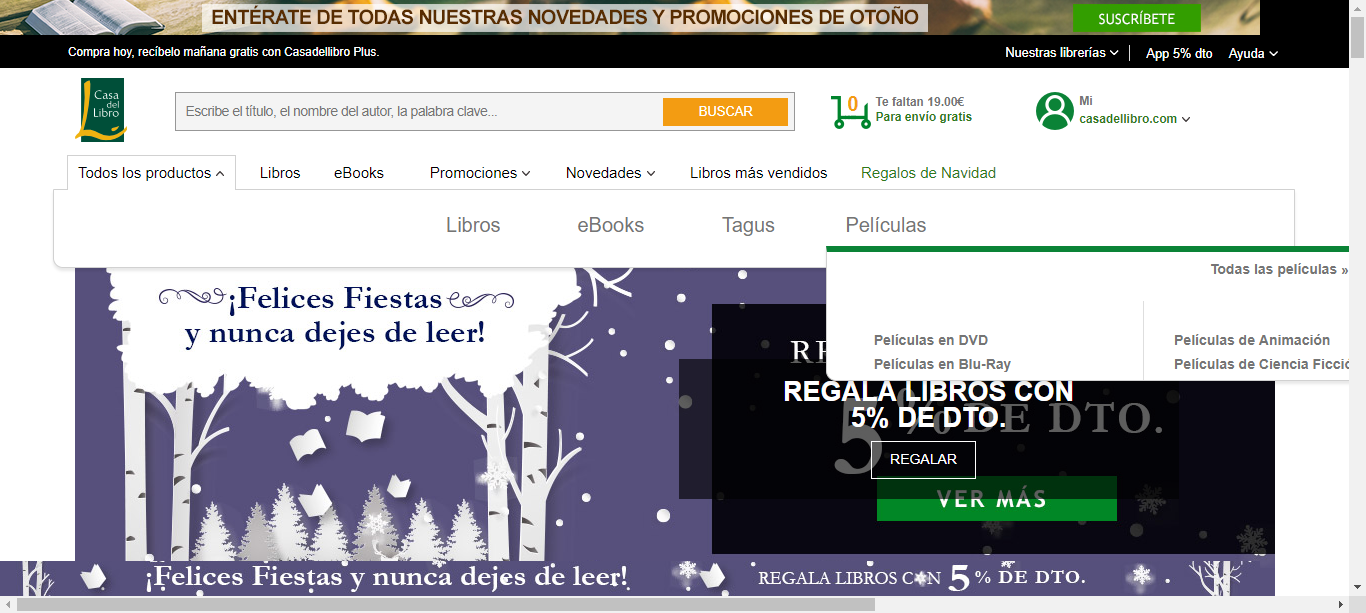 ENTÉRATE DE TODAS NUESTRAS NOVEDADES Y PROMOCIONES DE OTOÑO
SUSCRÍBETE
Compra hoy, recíbelo mañana gratis con Casadellibro Plus.
Nuestras librerías
App 5% dto
Ayuda
Casa
del
Libro
Escribe el título, el nombre del autor, la palabra clave...
BUSCAR
0
Te faltan 19.00€
Para envío gratis
Mi
casadellibro.com
Todos los productos
Libros
eBooks
Promociones
Novedades
Libros más vendidos
Regalos de Navidad
Libros
eBooks
Tagus
Películas
Todas las películas »
Películas en DVD
Películas de Animación
Películas en Blu-Ray
Películas de Ciencia Ficcio
¡Felices Fiestas
y nunca dejes de leer!
RE
REGALA LIBROS CON
5% DE DTO.
5% DE DTO.
REGALAR
VER MÁS
¡Felices Fiestas y nunca dejes de leer!
REGALA LIBROS CON 5% DE DTO.